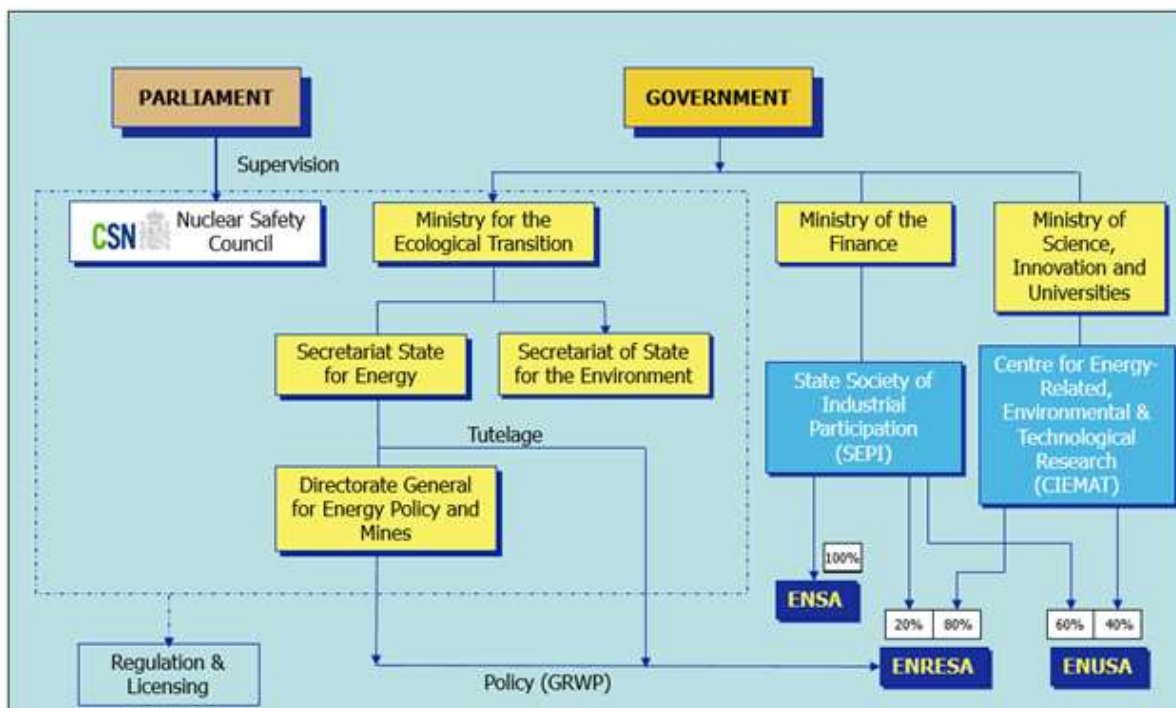 PARLIAMENT
GOVERNMENT
Supervision
CSN
Nuclear Safety
Council
Ministry for the
Ecological Transition
Ministry of the
Finance
Ministry of
Science,
Innovation and
Universities
Secretariat State
for Energy
Secretariat of State
for the Environment
State Society of
Industrial
Participation
(SEPI)
Centre for Energy-
Related,
Environmental &
Technological
Research
(CIEMAT)
Tutelage
Directorate General
for Energy Policy and
Mines
100%
ENSA
20%
80%
60%
40%
Regulation &
Licensing
Policy (GRWP)
ENRESA
ENUSA